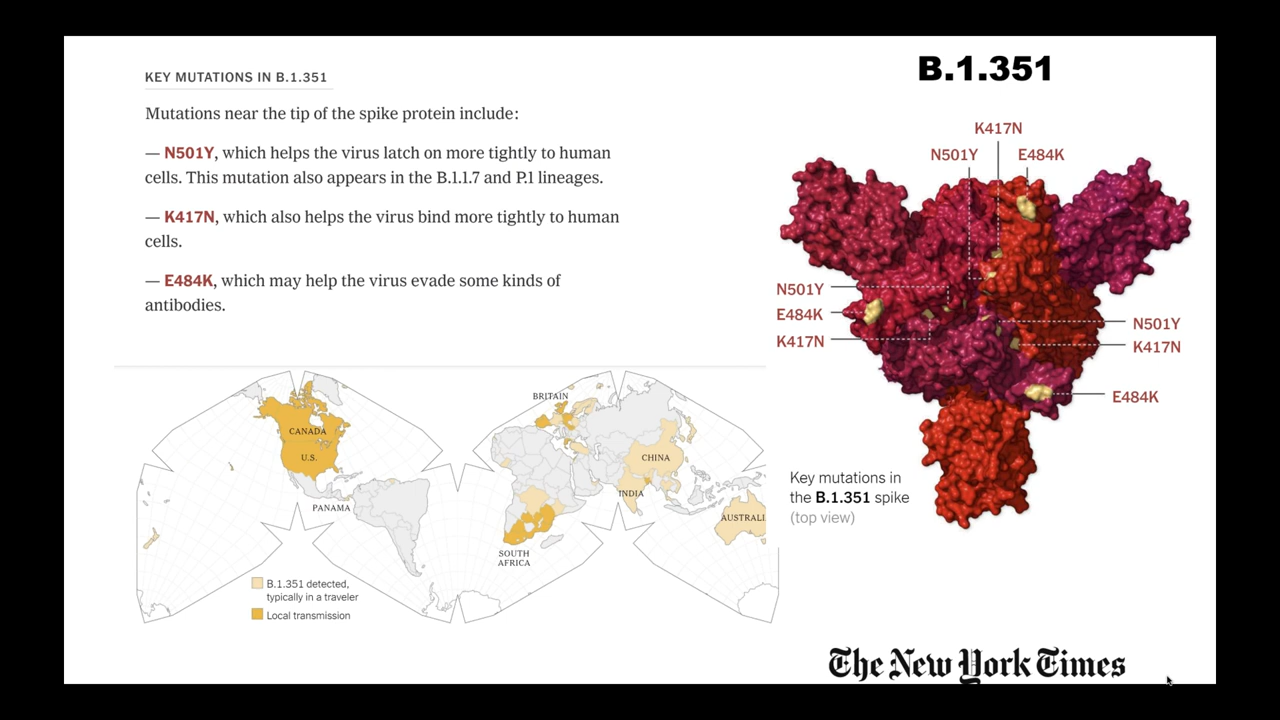 KEY MUTATIONS IN B.1.351
Mutations near the tip of the spike protein include:
— N501Y, which helps the virus latch on more tightly to human
cells. This mutation also appears in the B.1.1.7 and P.1 lineages.
— K417N, which also helps the virus bind more tightly to human
cells.
— E484K, which may help the virus evade some kinds of
antibodies.
B.1.351
K417N
N501Y
E484K
N501Y
E484K
K417N
N501Y
K417N
E484K
Key mutations in
the B.1.351 spike
(top view)
CANADA
U.S.
PANAMA
BRITAIN
CHINA
INDIA
AUSTRALI
SOUTH
AFRICA
B.1.351 detected,
typically in a traveler
Local transmission
The New York Times